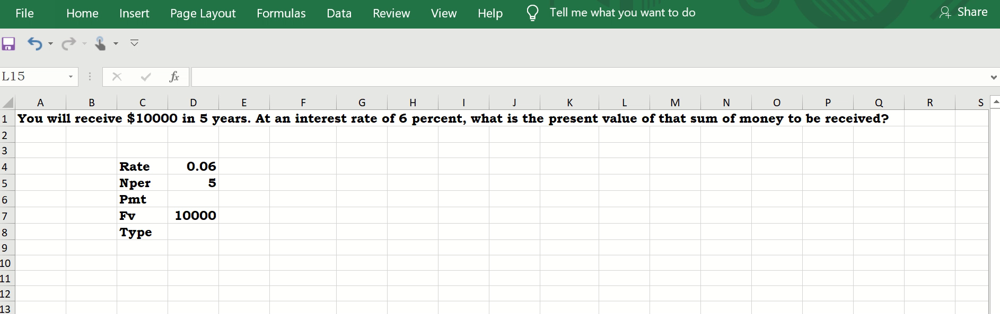 File Home Insert Page Layout Formulas Data Review View Help Tell me what you want to do Share
L15 fx
A B C D E F G H I J K L M N O P Q R S
1 You will receive $10000 in 5 years. At an interest rate of 6 percent, what is the present value of that sum of money to be received?
2
3
4 Rate 0.06
5 Nper 5
6 Pmt
7 Fv 10000
8 Type
9
10
11
12
13